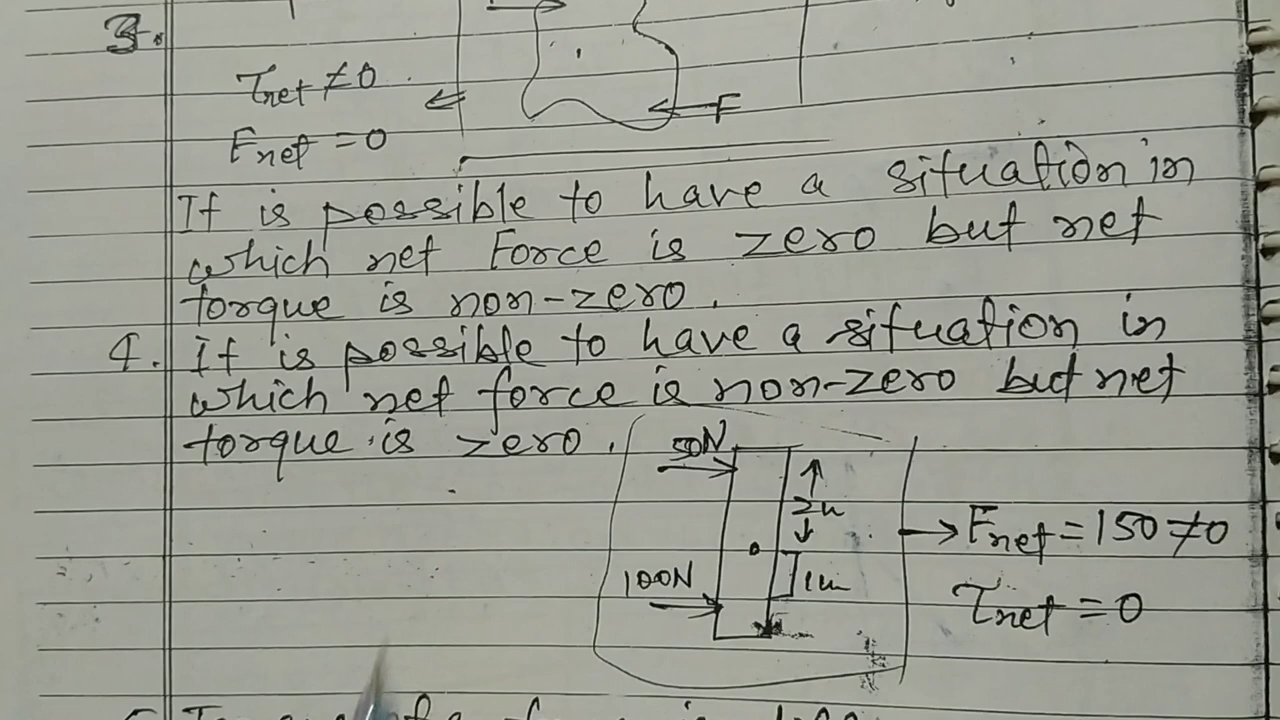 3.
τnet ≠ 0
Fnet = 0
F
It is possible to have a situation in
which net Force is zero but net
torque is non-zero.
4. It is possible to have a situation in
which net force is non-zero but net
torque is zero.
50N
2m
100N
1m
→ Fnet = 150 ≠ 0
τnet = 0